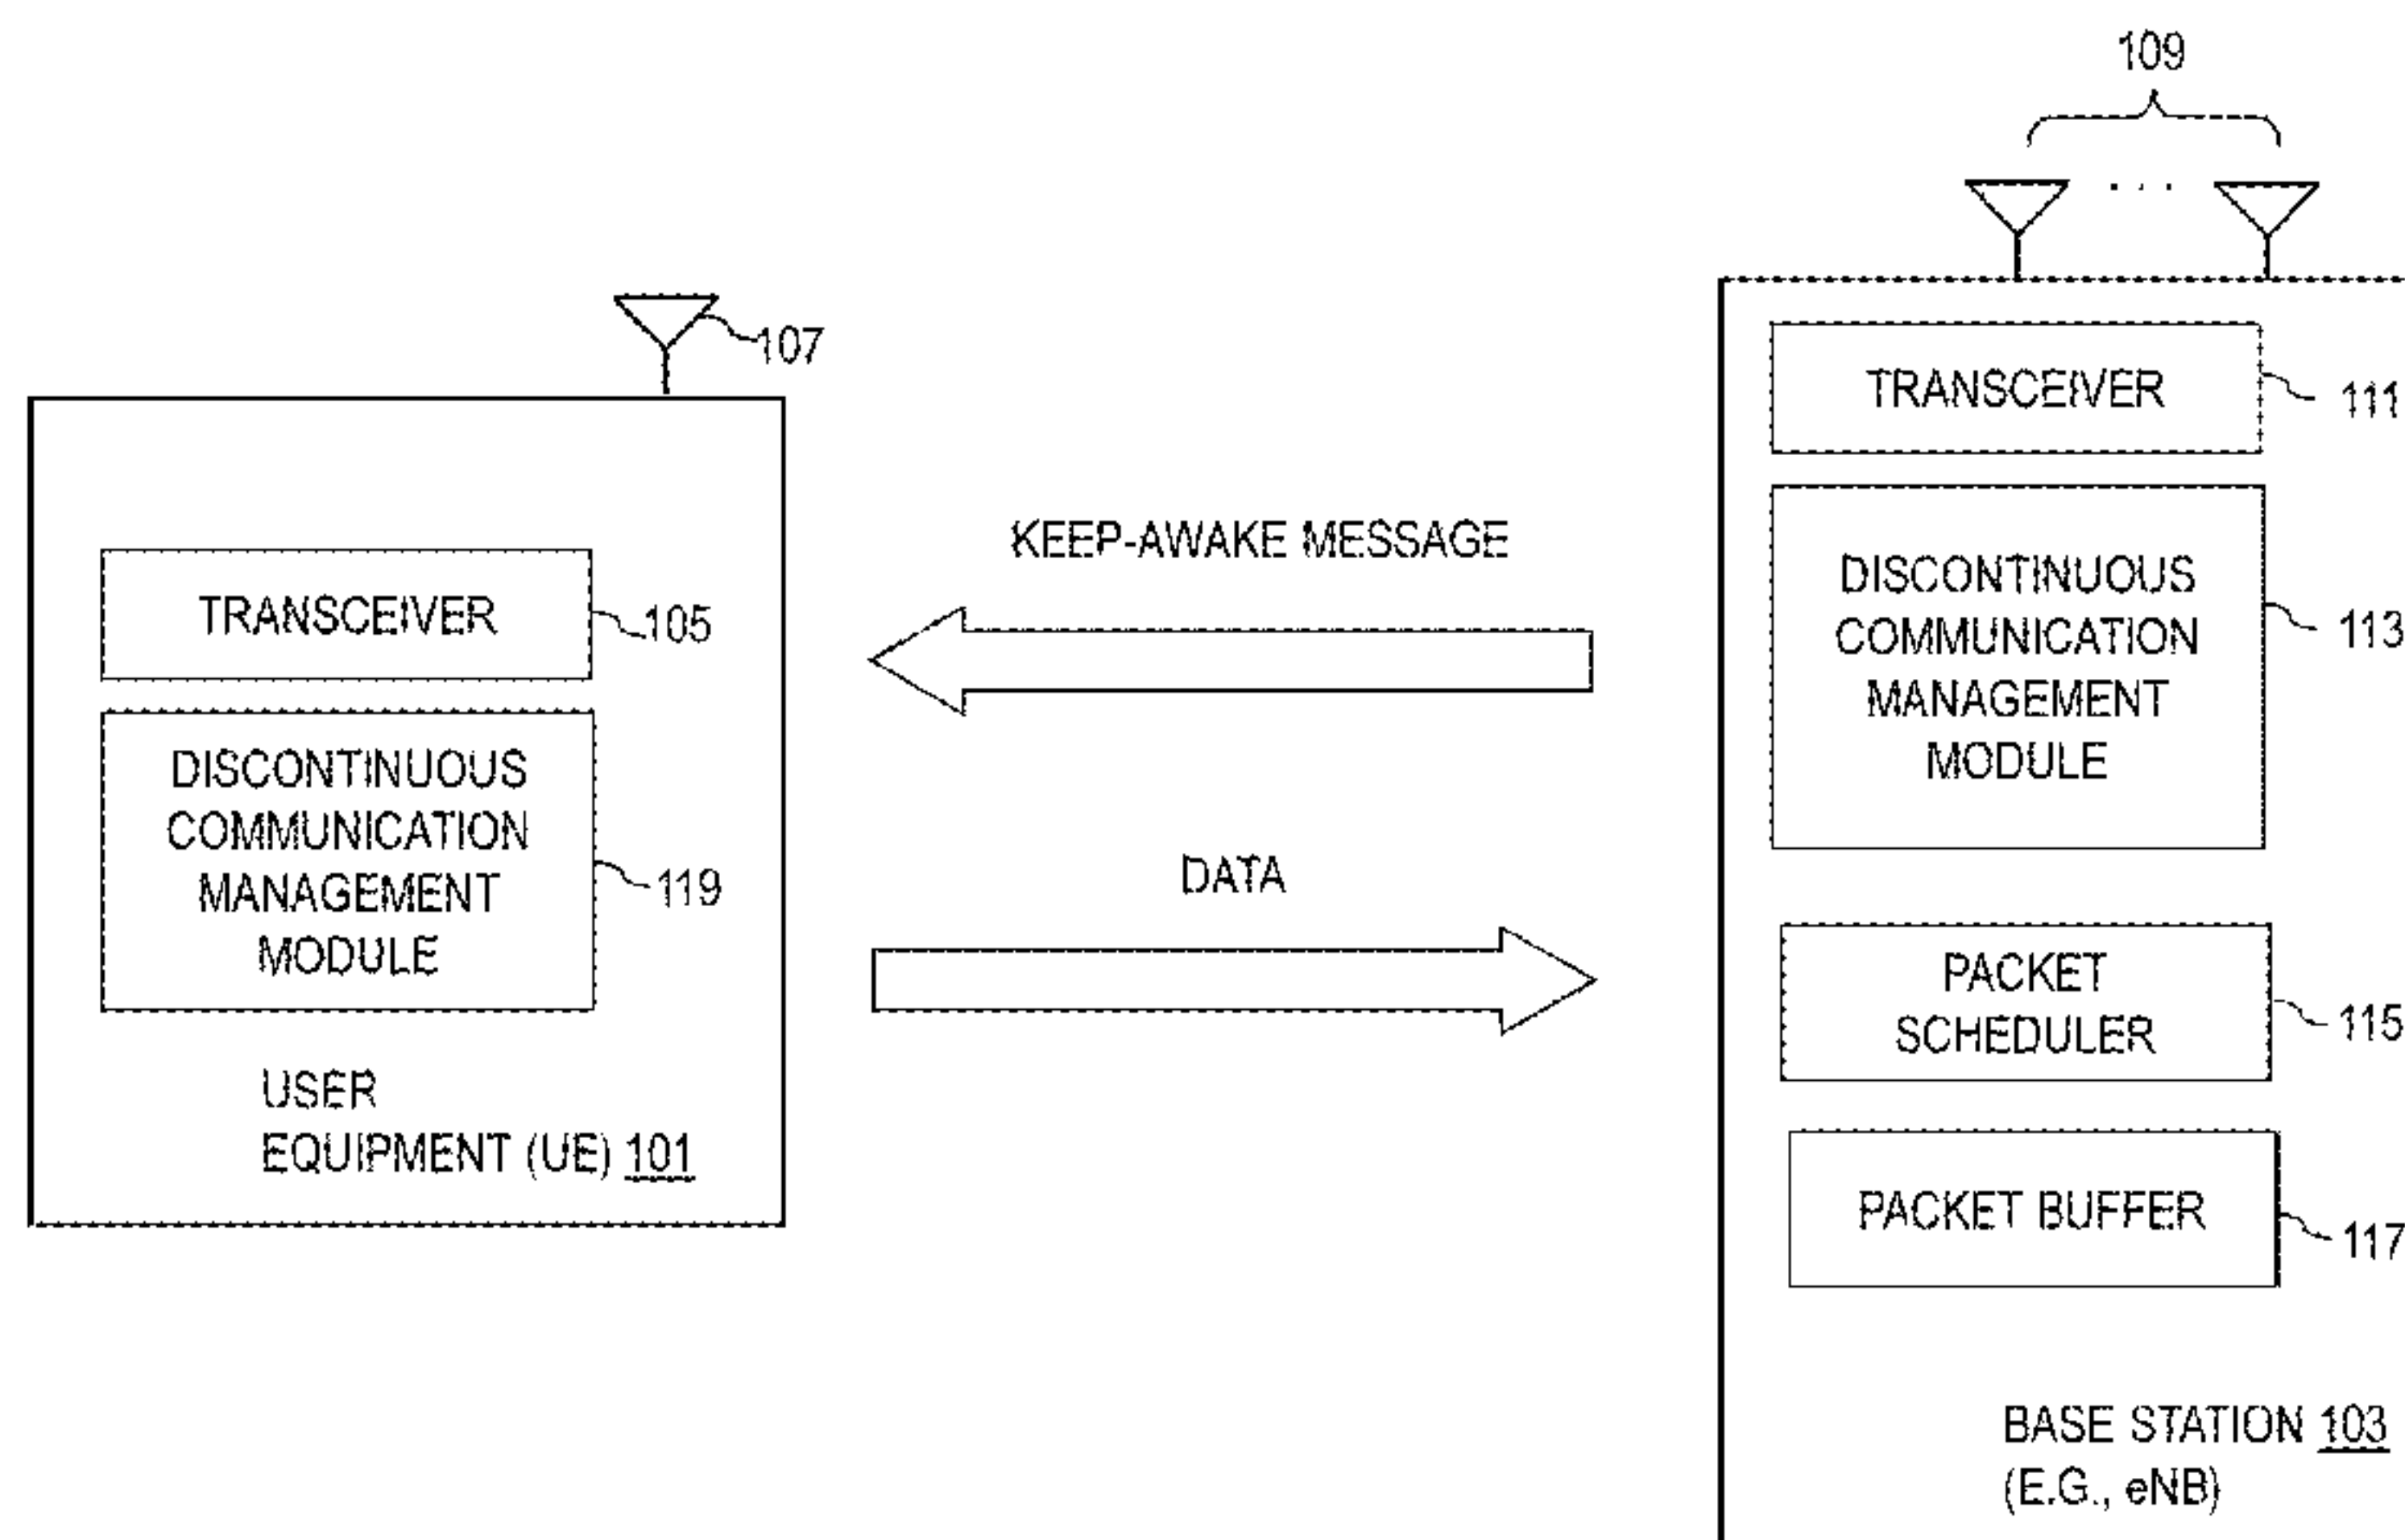 109
107
TRANSCEIVER
111
KEEP-AWAKE MESSAGE
DISCONTINUOUS
COMMUNICATION
MANAGEMENT
MODULE
113
TRANSCEIVER
105
DISCONTINUOUS
COMMUNICATION
MANAGEMENT
MODULE
119
DATA
PACKET
SCHEDULER
115
USER
EQUIPMENT (UE) 101
PACKET BUFFER
117
BASE STATION 103
(E.G., eNB)